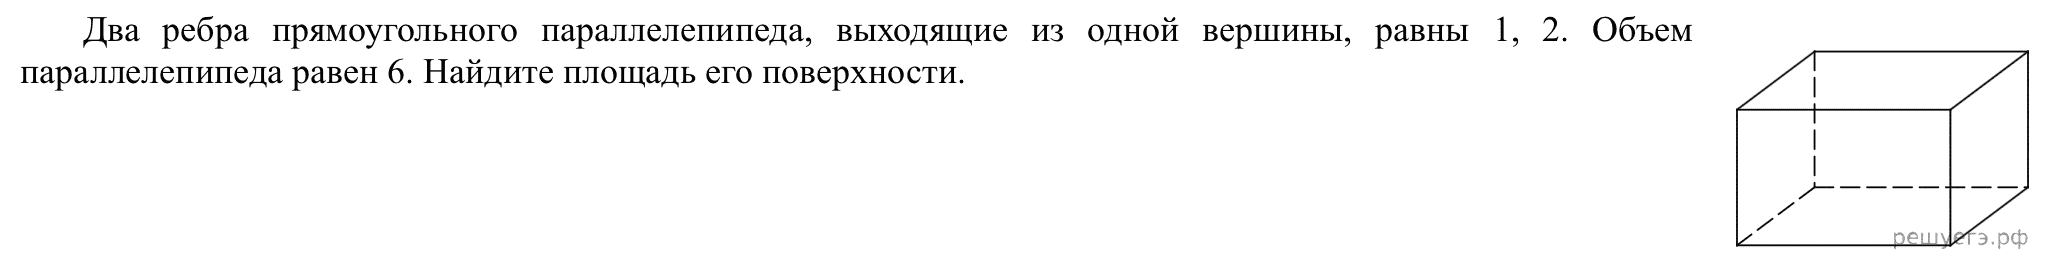 Два ребра прямоугольного параллелепипеда, выходящие из одной вершины, равны 1, 2. Объем
параллелепипеда равен 6. Найдите площадь его поверхности.
решуегэ.рф